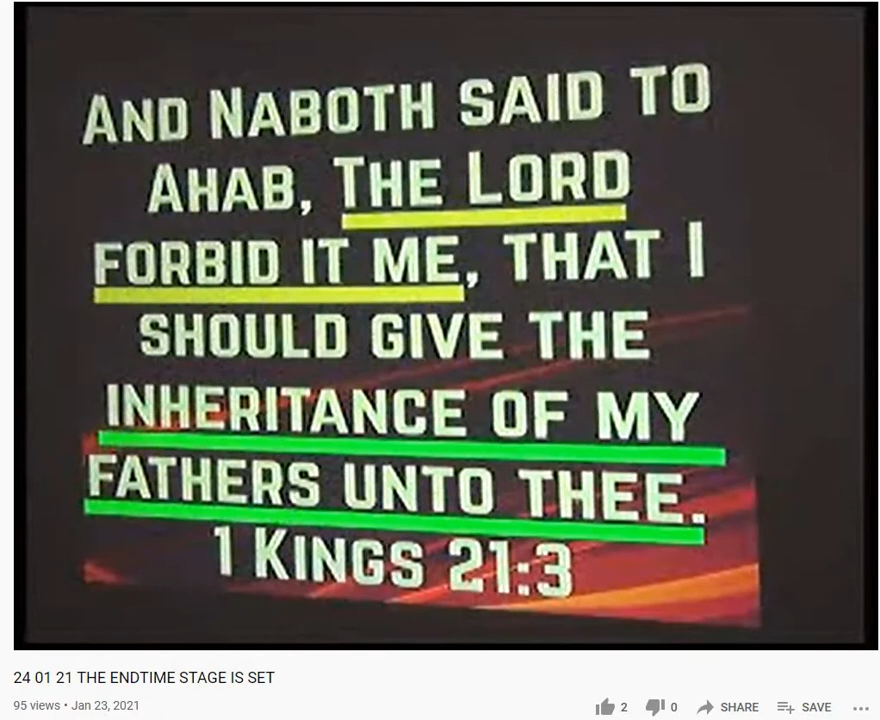 And Naboth said to
Ahab, The Lord
forbid it me, that I
should give the
inheritance of my
fathers unto thee.
1 Kings 21:3
24 01 21 THE ENDTIME STAGE IS SET
95 views • Jan 23, 2021
2 0 SHARE SAVE ...